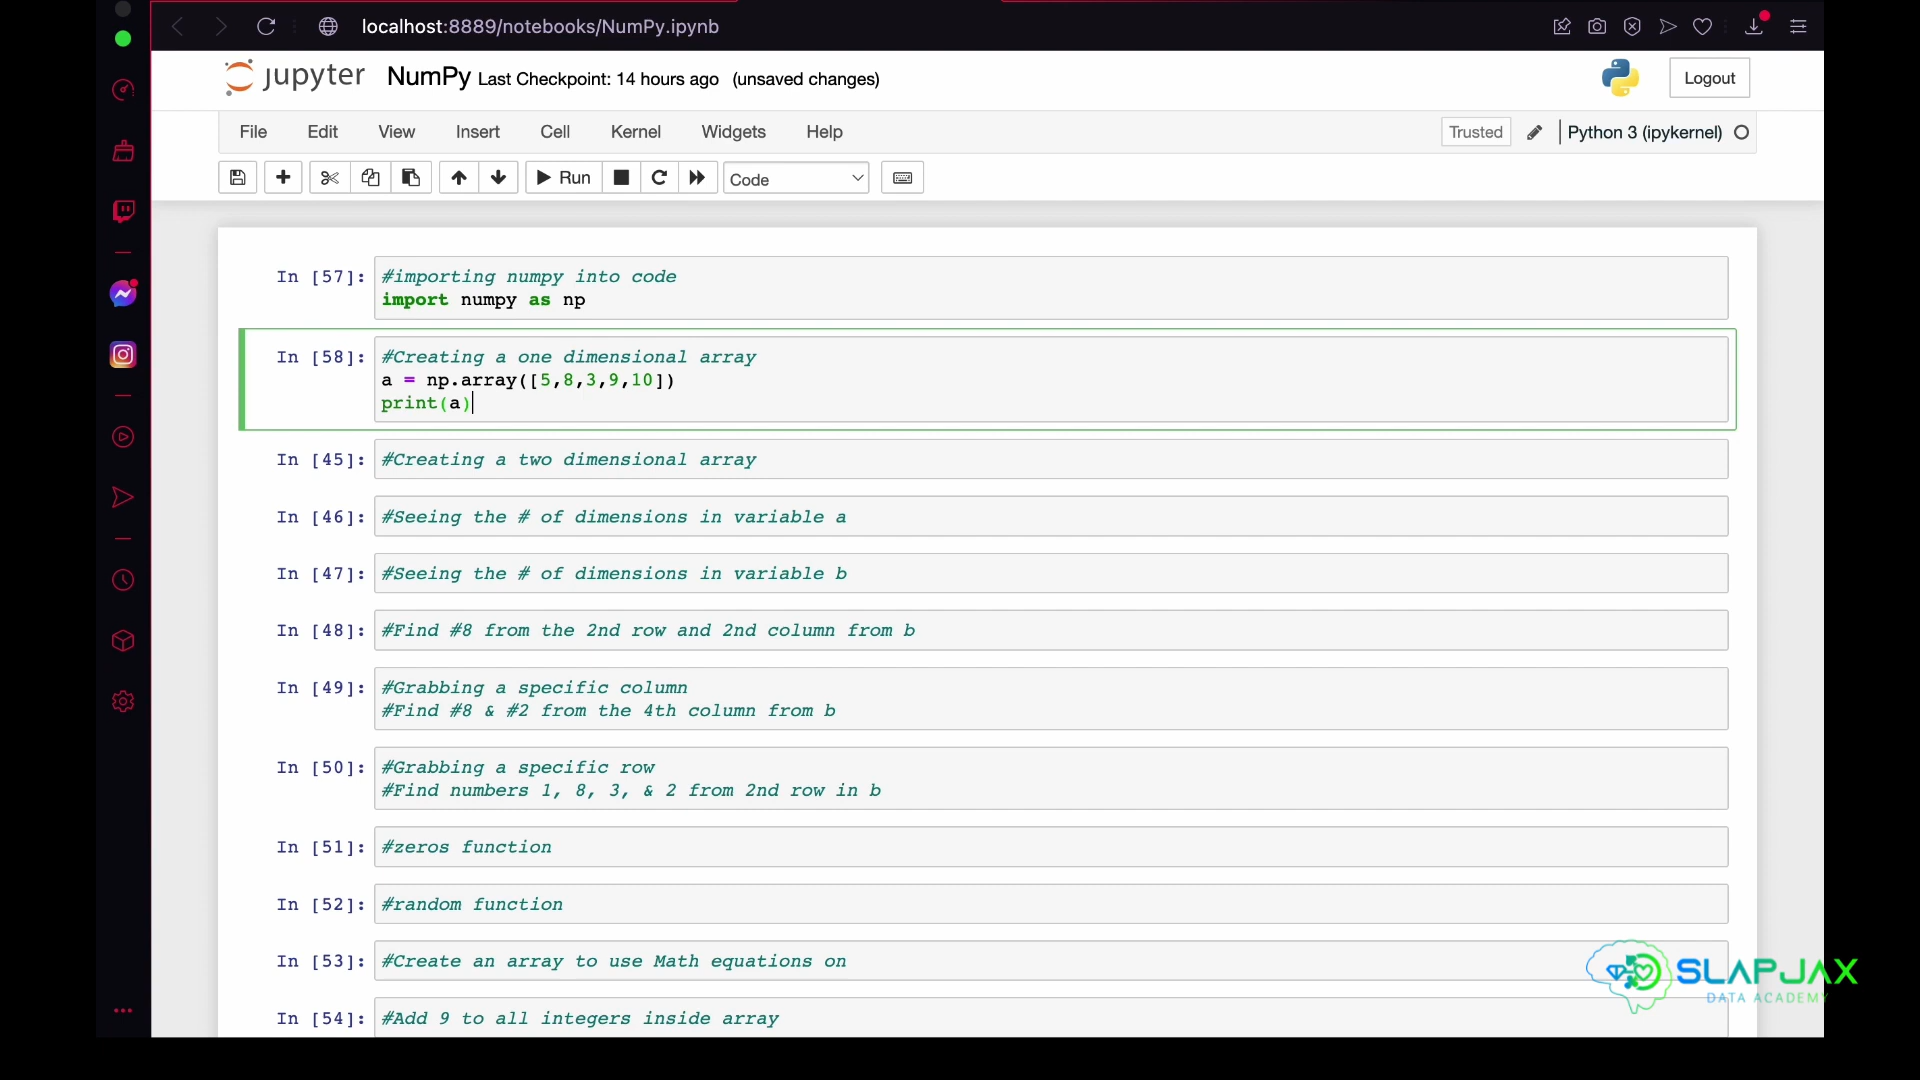 localhost:8889/notebooks/NumPy.ipynb
jupyter NumPy Last Checkpoint: 14 hours ago (unsaved changes)
Logout
File Edit View Insert Cell Kernel Widgets Help
Trusted Python 3 (ipykernel)
Run Code
In [57]: #importing numpy into code
import numpy as np
In [58]: #Creating a one dimensional array
a = np.array([5,8,3,9,10])
print(a)
In [45]: #Creating a two dimensional array
In [46]: #Seeing the # of dimensions in variable a
In [47]: #Seeing the # of dimensions in variable b
In [48]: #Find #8 from the 2nd row and 2nd column from b
In [49]: #Grabbing a specific column
#Find #8 & #2 from the 4th column from b
In [50]: #Grabbing a specific row
#Find numbers 1, 8, 3, & 2 from 2nd row in b
In [51]: #zeros function
In [52]: #random function
In [53]: #Create an array to use Math equations on
In [54]: #Add 9 to all integers inside array
SLAPJAX
DATA ACADEMY